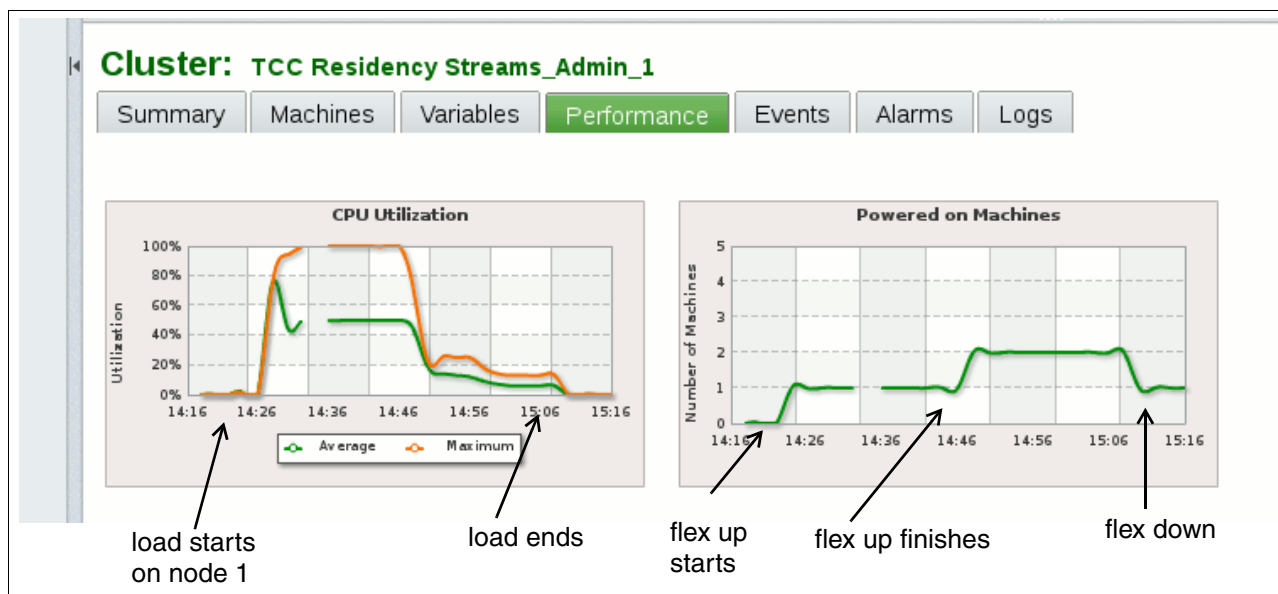 Cluster: TCC Residency Streams_Admin_1
Summary Machines Variables Performance Events Alarms Logs
CPU Utilization
Utilization
100%
80%
60%
40%
20%
0%
14:16 14:26 14:36 14:46 14:56 15:06 15:16
Average Maximum
Powered on Machines
Number of Machines
5
4
3
2
1
0
14:16 14:26 14:36 14:46 14:56 15:06 15:16
load starts
on node 1
load ends
flex up
starts
flex up finishes
flex down